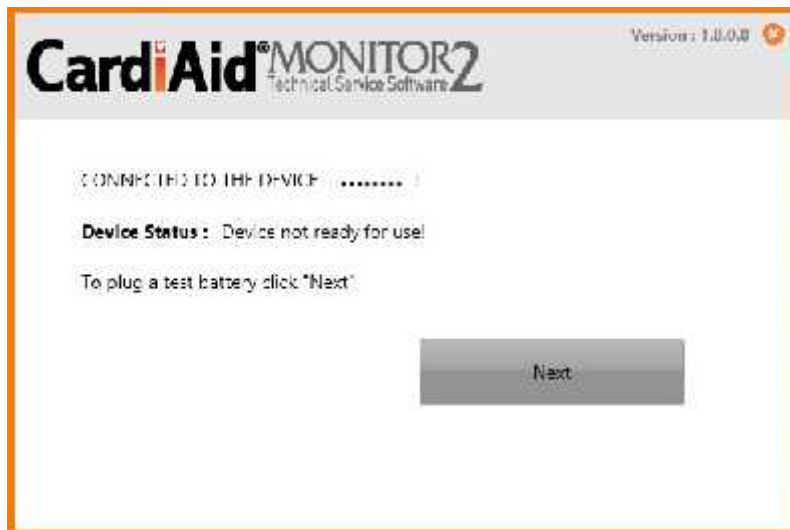 CardiAid® MONITOR2
Technical Service Software
Version : 1.0.0.0
CONNECTED TO THE DEVICE ........ !
Device Status : Device not ready for use!
To plug a test battery click "Next"
Next